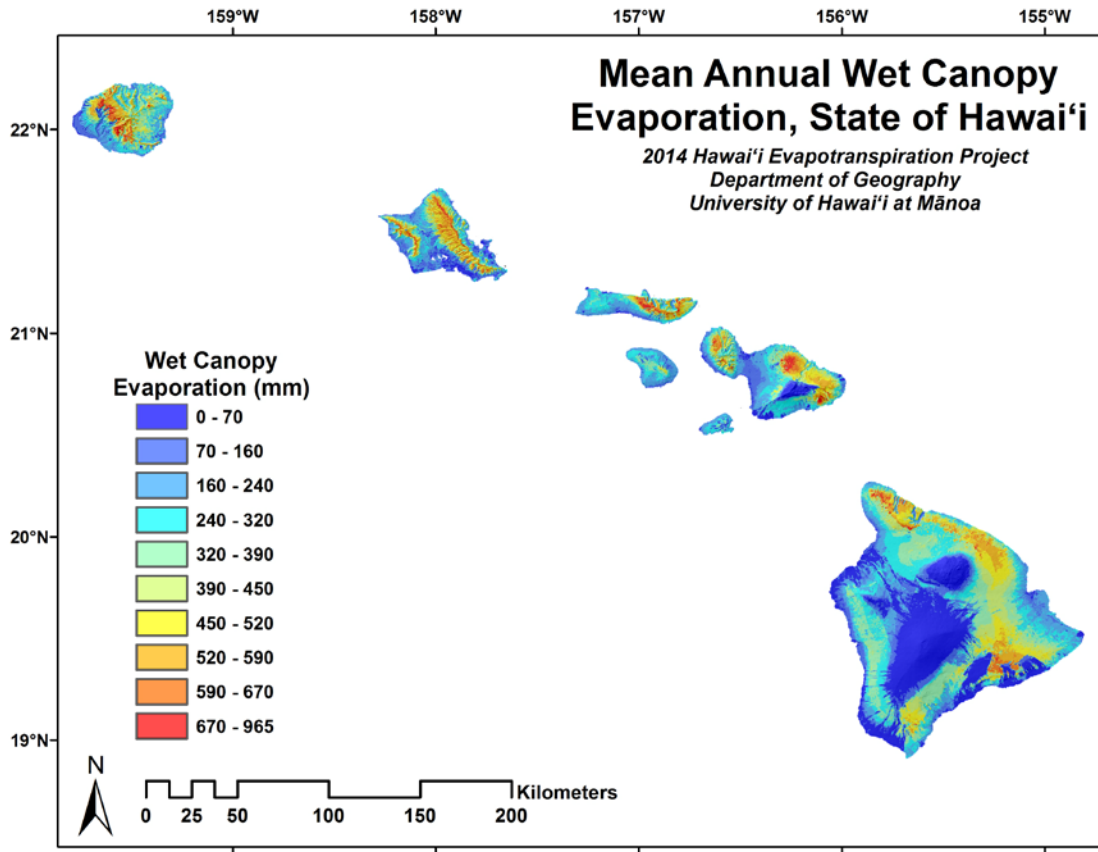 159°W 158°W 157°W 156°W 155°W
Mean Annual Wet Canopy
Evaporation, State of Hawai‘i
2014 Hawai‘i Evapotranspiration Project
Department of Geography
University of Hawai‘i at Mānoa
22°N
21°N
20°N
19°N
Wet Canopy
Evaporation (mm)
0 - 70
70 - 160
160 - 240
240 - 320
320 - 390
390 - 450
450 - 520
520 - 590
590 - 670
670 - 965
N
Kilometers
0 25 50 100 150 200